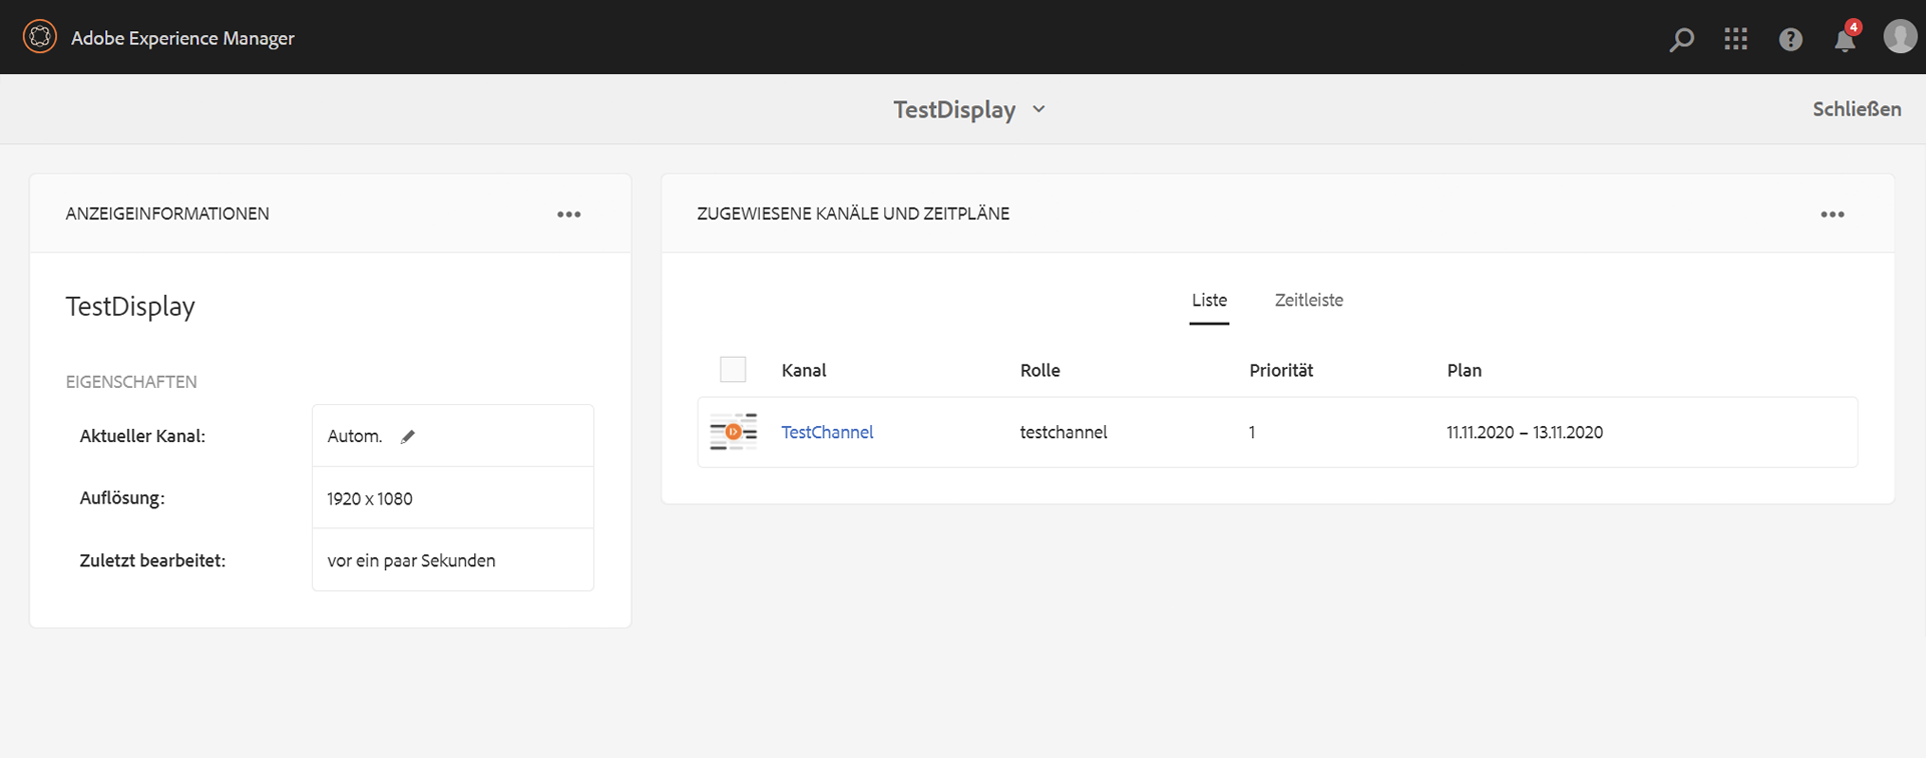 Adobe Experience Manager
4
TestDisplay
Schließen
ANZEIGEINFORMATIONEN
TestDisplay
EIGENSCHAFTEN
Aktueller Kanal: Autom.
Auflösung: 1920 x 1080
Zuletzt bearbeitet: vor ein paar Sekunden
ZUGEWIESENE KANÄLE UND ZEITPLÄNE
Liste Zeitleiste
Kanal Rolle Priorität Plan
TestChannel testchannel 1 11.11.2020 – 13.11.2020